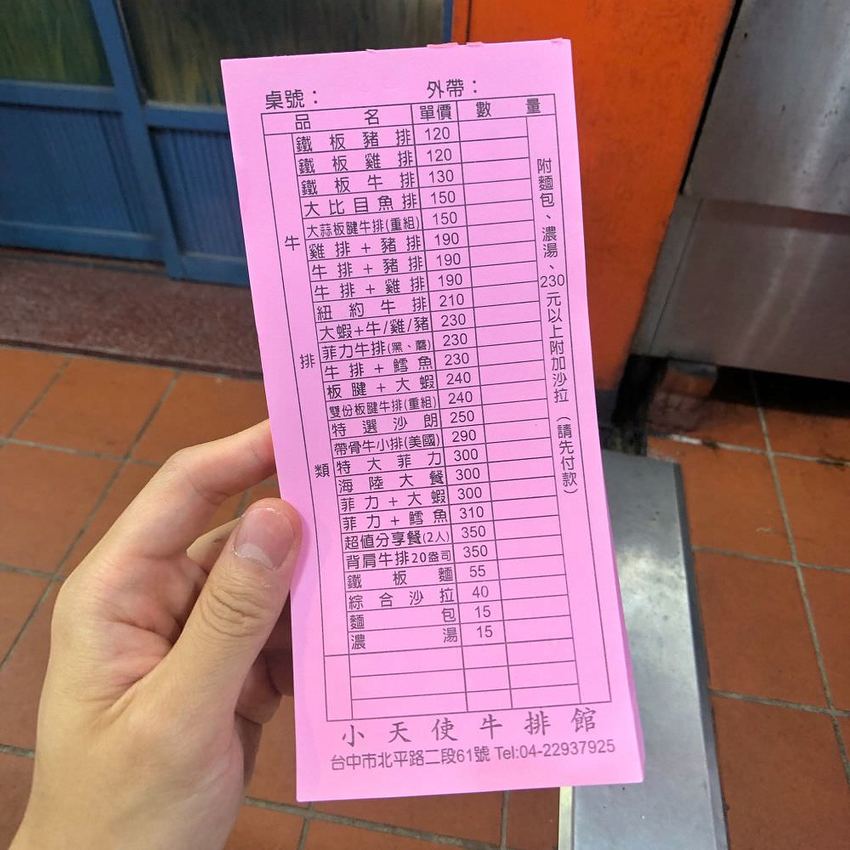 桌號： 外帶：
品 名 單價 數 量
牛排類
鐵板豬排 120
鐵板雞排 120
鐵板牛排 130
大比目魚排 150
大蒜板腱牛排(重組) 150
雞排+豬排 190
牛排+豬排 190
牛排+雞排 190
紐約牛排 210
大蝦+牛/雞/豬 230
菲力牛排(黑、蘑) 230
牛排+鱈魚 230
板腱+大蝦 240
雙份板腱牛排(重組) 240
特選沙朗 250
帶骨牛小排(美國) 290
特大菲力 300
海陸大餐 300
菲力+大蝦 300
菲力+鱈魚 310
超值分享餐(2人) 350
背肩牛排20盎司 350
鐵板麵 55
綜合沙拉 40
麵包 15
濃湯 15
附麵包、濃湯、230元以上附加沙拉（請先付款）
小天使牛排館
台中市北平路二段61號 Tel:04-22937925